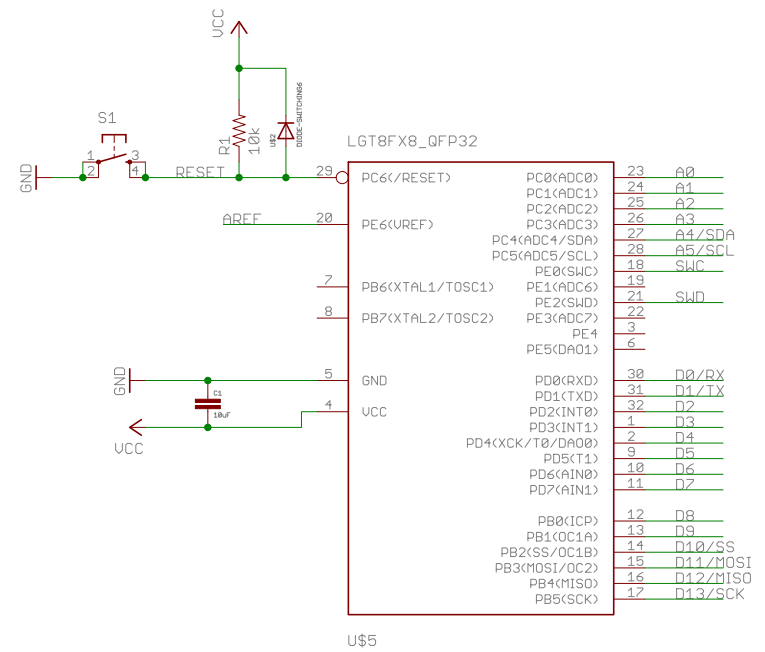 VCC
S1
1 3
2 4
GND
R1
10k
U$2
DIODE-SWITCHING6
RESET
LGT8FX8_QFP32
29 PC6(/RESET)
AREF
20 PE6(VREF)
7 PB6(XTAL1/TOSC1)
8 PB7(XTAL2/TOSC2)
GND
5 GND
C1
10uF
4 VCC
VCC
PC0(ADC0) 23 A0
PC1(ADC1) 24 A1
PC2(ADC2) 25 A2
PC3(ADC3) 26 A3
PC4(ADC4/SDA) 27 A4/SDA
PC5(ADC5/SCL) 28 A5/SCL
PE0(SWC) 18 SWC
PE1(ADC6) 19
PE2(SWD) 21 SWD
PE3(ADC7) 22
PE4 3
PE5(DAO1) 6
PD0(RXD) 30 D0/RX
PD1(TXD) 31 D1/TX
PD2(INT0) 32 D2
PD3(INT1) 1 D3
PD4(XCK/T0/DAO0) 2 D4
PD5(T1) 9 D5
PD6(AIN0) 10 D6
PD7(AIN1) 11 D7
PB0(ICP) 12 D8
PB1(OC1A) 13 D9
PB2(SS/OC1B) 14 D10/SS
PB3(MOSI/OC2) 15 D11/MOSI
PB4(MISO) 16 D12/MISO
PB5(SCK) 17 D13/SCK
U$5